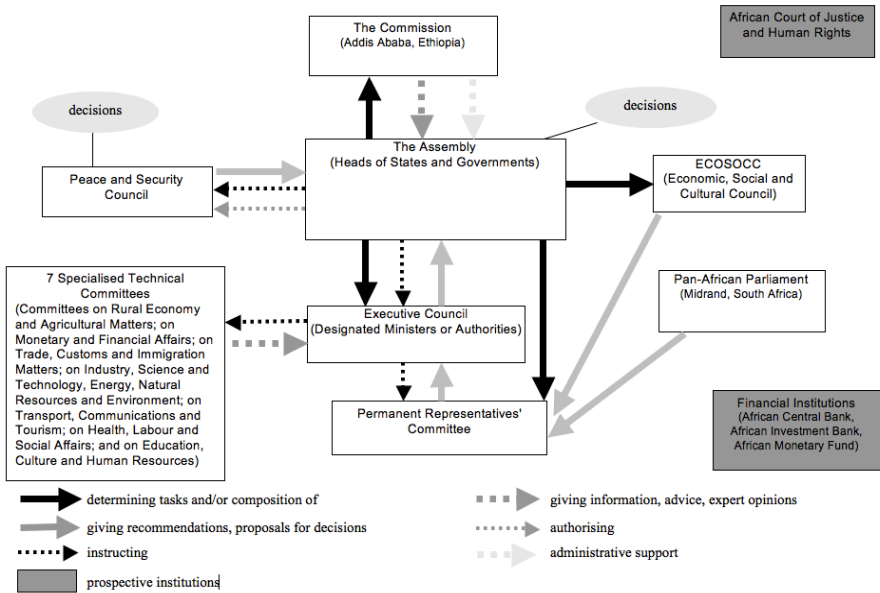 The Commission
(Addis Ababa, Ethiopia)
African Court of Justice
and Human Rights
decisions
decisions
The Assembly
(Heads of States and Governments)
Peace and Security
Council
ECOSOCC
(Economic, Social and
Cultural Council)
7 Specialised Technical
Committees
(Committees on Rural Economy
and Agricultural Matters; on
Monetary and Financial Affairs; on
Trade, Customs and Immigration
Matters; on Industry, Science and
Technology, Energy, Natural
Resources and Environment; on
Transport, Communications and
Tourism; on Health, Labour and
Social Affairs; and on Education,
Culture and Human Resources)
Pan-African Parliament
(Midrand, South Africa)
Executive Council
(Designated Ministers or Authorities)
Permanent Representatives'
Committee
Financial Institutions
(African Central Bank,
African Investment Bank,
African Monetary Fund)
determining tasks and/or composition of
giving information, advice, expert opinions
giving recommendations, proposals for decisions
authorising
instructing
administrative support
prospective institutions